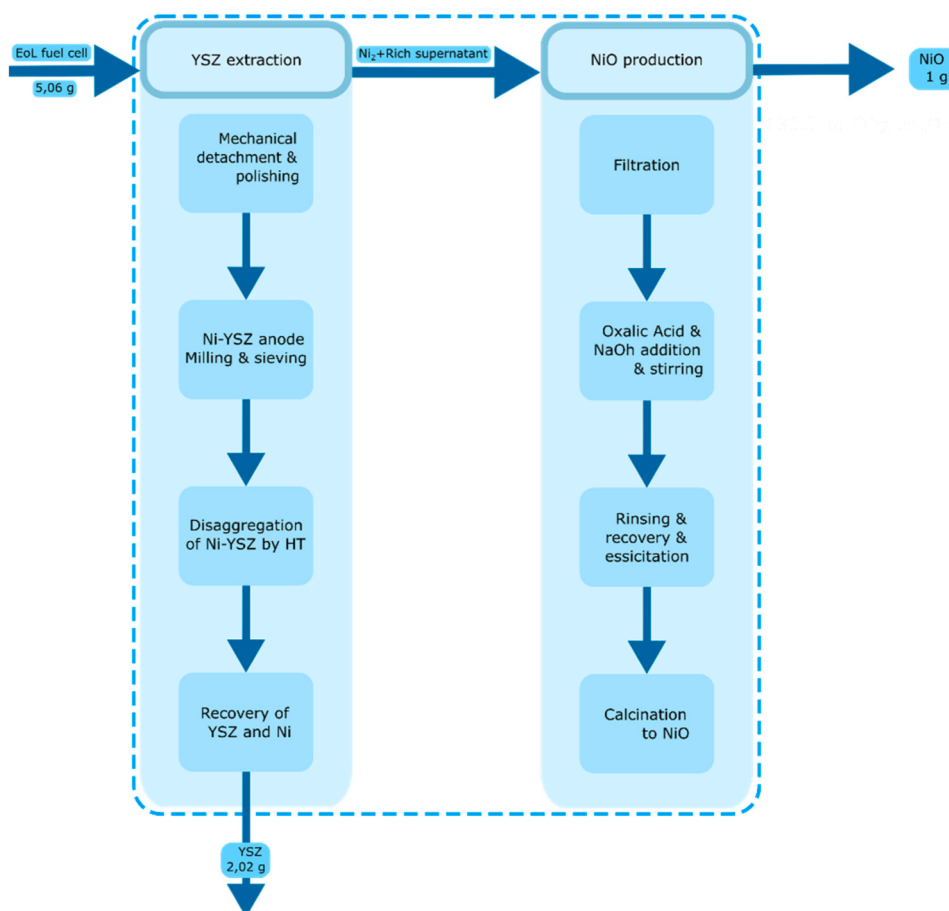 EoL fuel cell
5,06 g
YSZ extraction
Ni₂+Rich supernatant
NiO production
NiO
1 g
Mechanical
detachment &
polishing
Ni-YSZ anode
Milling & sieving
Disaggregation
of Ni-YSZ by HT
Recovery of
YSZ and Ni
YSZ
2,02 g
Filtration
Oxalic Acid &
NaOh addition
& stirring
Rinsing &
recovery &
essicitation
Calcination
to NiO